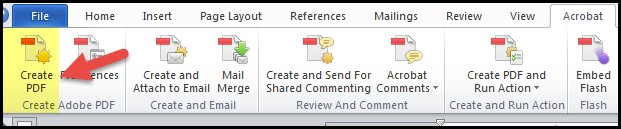 File Home Insert Page Layout References Mailings Review View Acrobat
Create PDF
Create and Attach to Email
Mail Merge
Create and Send For Shared Commenting
Acrobat Comments
Create PDF and Run Action
Embed Flash
Create Adobe PDF Create and Email Review And Comment Create and Run Action Flash